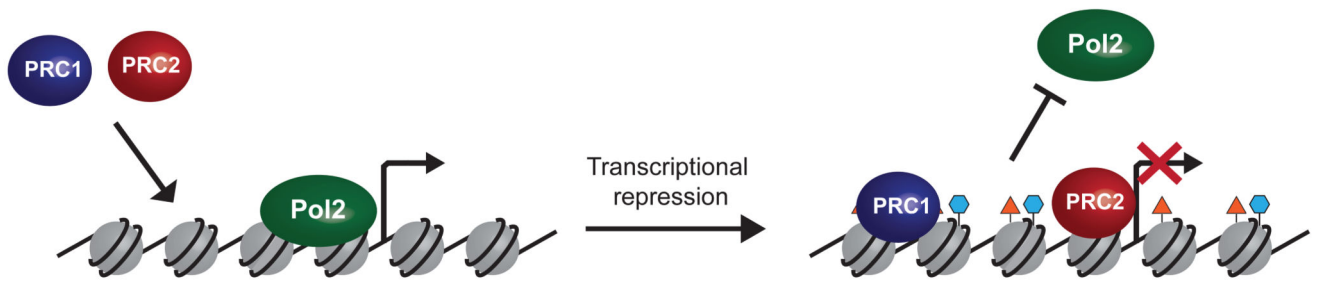 PRC1
PRC2
Pol2
Transcriptional
repression
Pol2
PRC1
PRC2